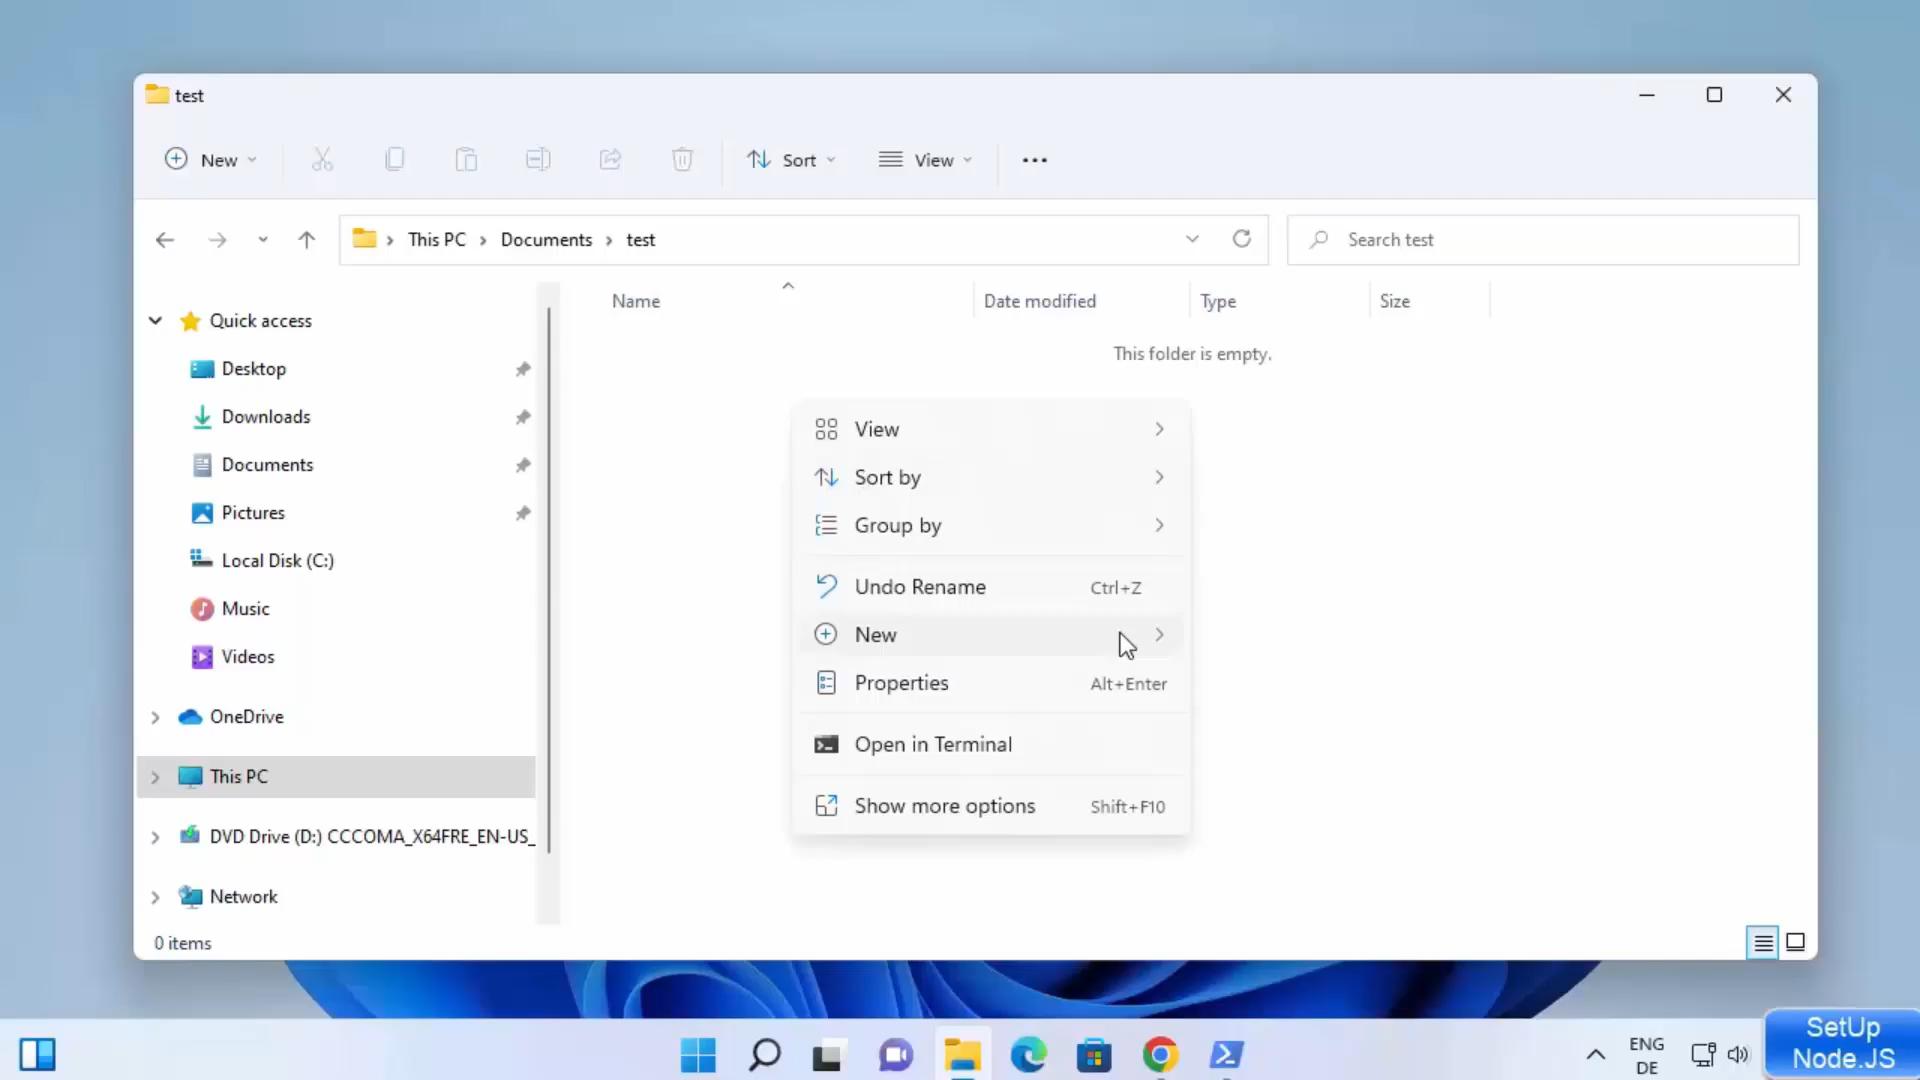 test
New
Sort
View
This PC
Documents
test
Search test
Name
Date modified
Type
Size
This folder is empty.
Quick access
Desktop
Downloads
Documents
Pictures
Local Disk (C:)
Music
Videos
OneDrive
This PC
DVD Drive (D:) CCCOMA_X64FRE_EN-US_
Network
0 items
View
Sort by
Group by
Undo Rename Ctrl+Z
New
Properties Alt+Enter
Open in Terminal
Show more options Shift+F10
ENG
DE
SetUp
Node.JS